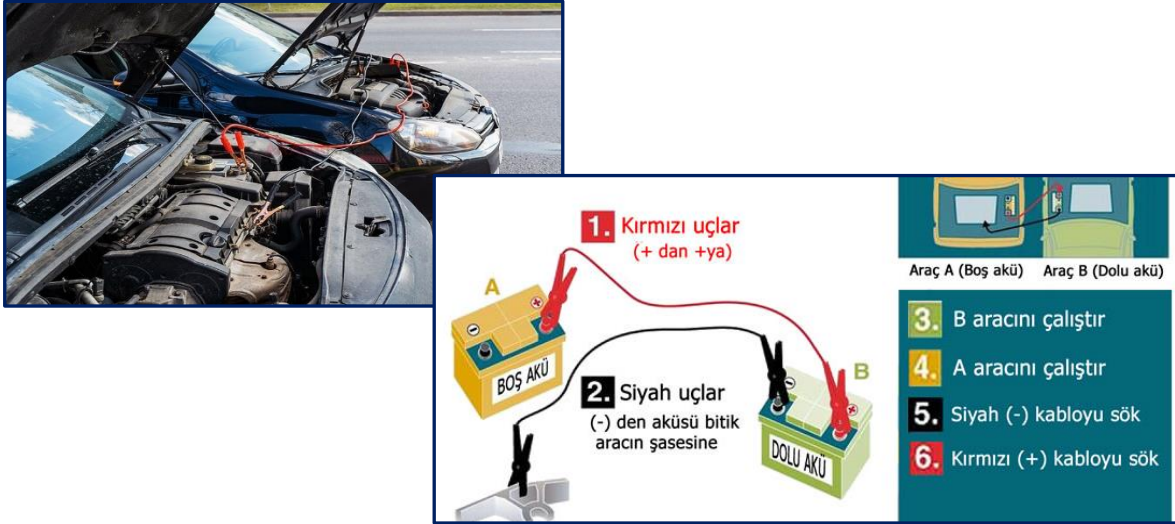 1. Kırmızı uçlar
(+ dan +ya)
A
BOŞ AKÜ
2. Siyah uçlar
(-) den aküsü bitik
aracın şasesine
B
DOLU AKÜ
Araç A (Boş akü) Araç B (Dolu akü)
3. B aracını çalıştır
4. A aracını çalıştır
5. Siyah (-) kabloyu sök
6. Kırmızı (+) kabloyu sök